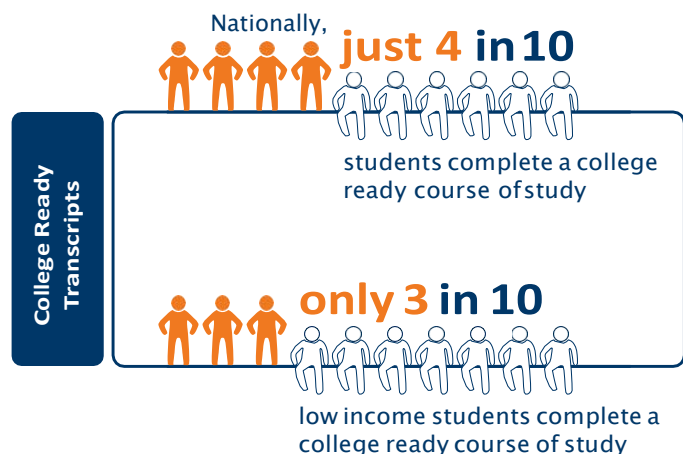 Nationally,
just 4 in 10
students complete a college
ready course of study
College Ready
Transcripts
only 3 in 10
low income students complete a
college ready course of study